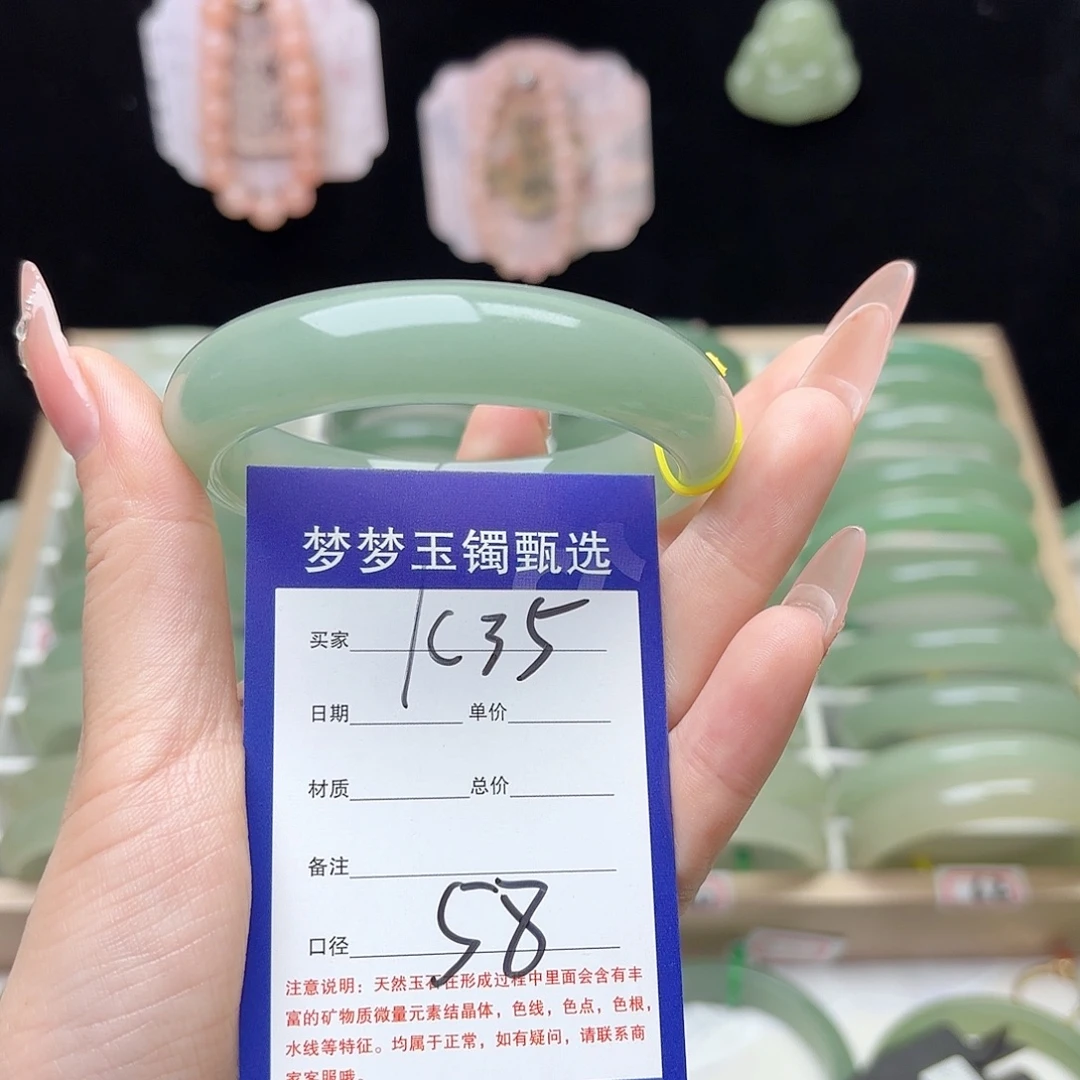 梦梦玉镯甄选
买家 1C35
日期 单价
材质 总价
备注
口径 58
注意说明：天然玉石在形成过程中里面会含有丰
富的矿物质微量元素结晶体，色线，色点，色根，
水线等特征。均属于正常，如有疑问，请联系商
家客服哦。